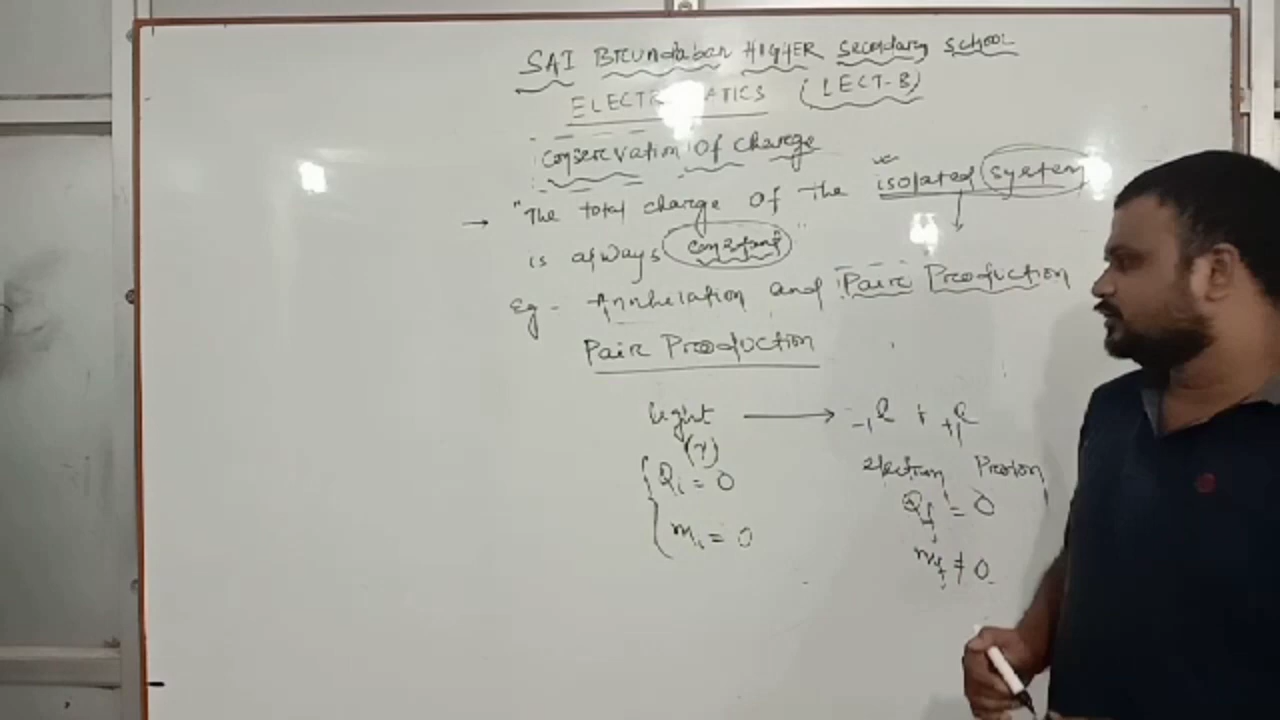 SAI BRUNDABAN HIGHER Secondary SCHOOL
ELECTR ATICS (LECT-B)
Conservation Of Charge
→ "The total charge of the isolated system
is always constant"
Eg - Annhilation and Pair Production
Pair Production
light → -1e + +1e
(γ) electron Proton
Qi = 0 Qf = 0
mi = 0 mf ≠ 0